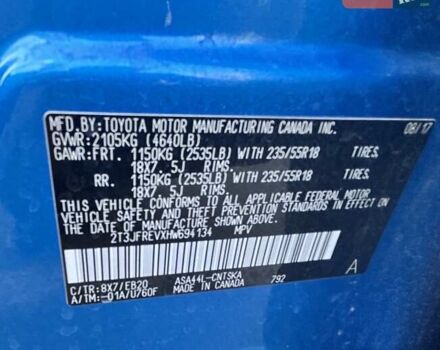 MFD.BY: TOYOTA MOTOR MANUFACTURING CANADA INC. 08/17
GVWR: 2105KG (4640LB)
GAWR: FRT. 1150KG (2535LB) WITH 235/55R18 TIRES.
18X7. 5J RIMS.
RR. 1150KG (2535LB) WITH 235/55R18 TIRES.
18X7. 5J RIMS.
THIS VEHICLE CONFORMS TO ALL APPLICABLE FEDERAL MOTOR
VEHICLE SAFETY AND THEFT PREVENTION STANDARDS IN EFFECT
ON THE DATE OF MANUFACTURE SHOWN ABOVE.
2T3JFREVXHW694134 MPV
C/TR: 8X7/EB20 ASA44L-CNTSKA A
A/TM: -01A/U760F MADE IN CANADA 792